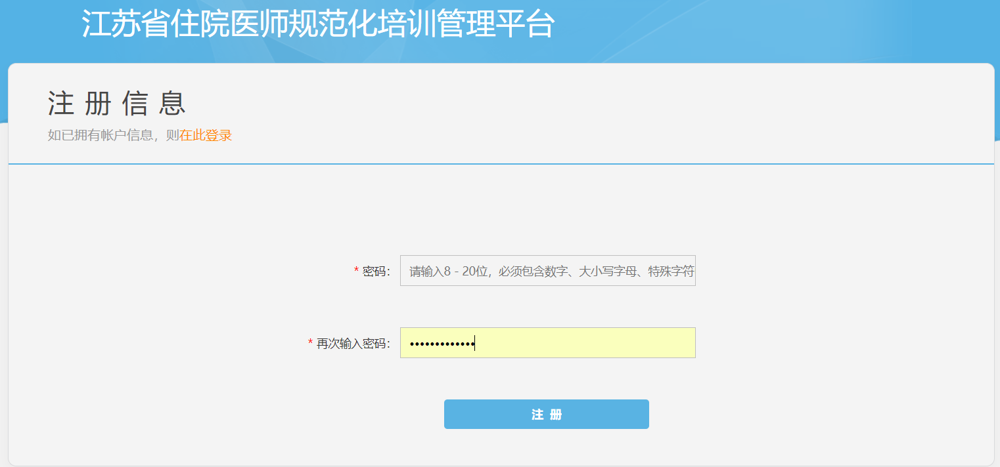 江苏省住院医师规范化培训管理平台
注册信息
如已拥有帐户信息，则在此登录
* 密码： 请输入8 - 20位，必须包含数字、大小写字母、特殊字符
* 再次输入密码： •••••••••••••
注 册